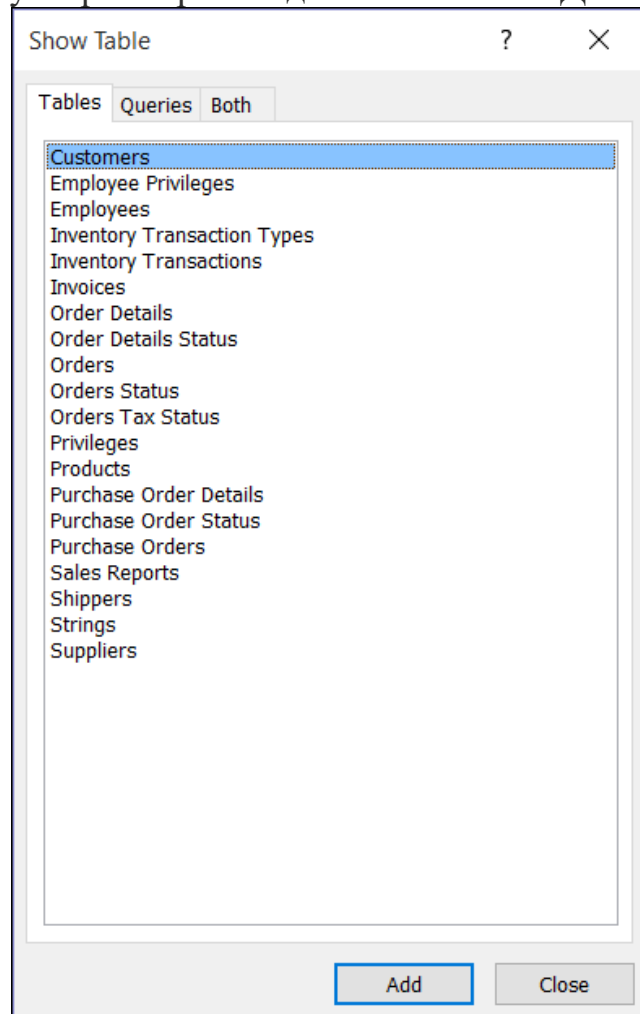 Show Table
?
Tables Queries Both
Customers
Employee Privileges
Employees
Inventory Transaction Types
Inventory Transactions
Invoices
Order Details
Order Details Status
Orders
Orders Status
Orders Tax Status
Privileges
Products
Purchase Order Details
Purchase Order Status
Purchase Orders
Sales Reports
Shippers
Strings
Suppliers
Add Close